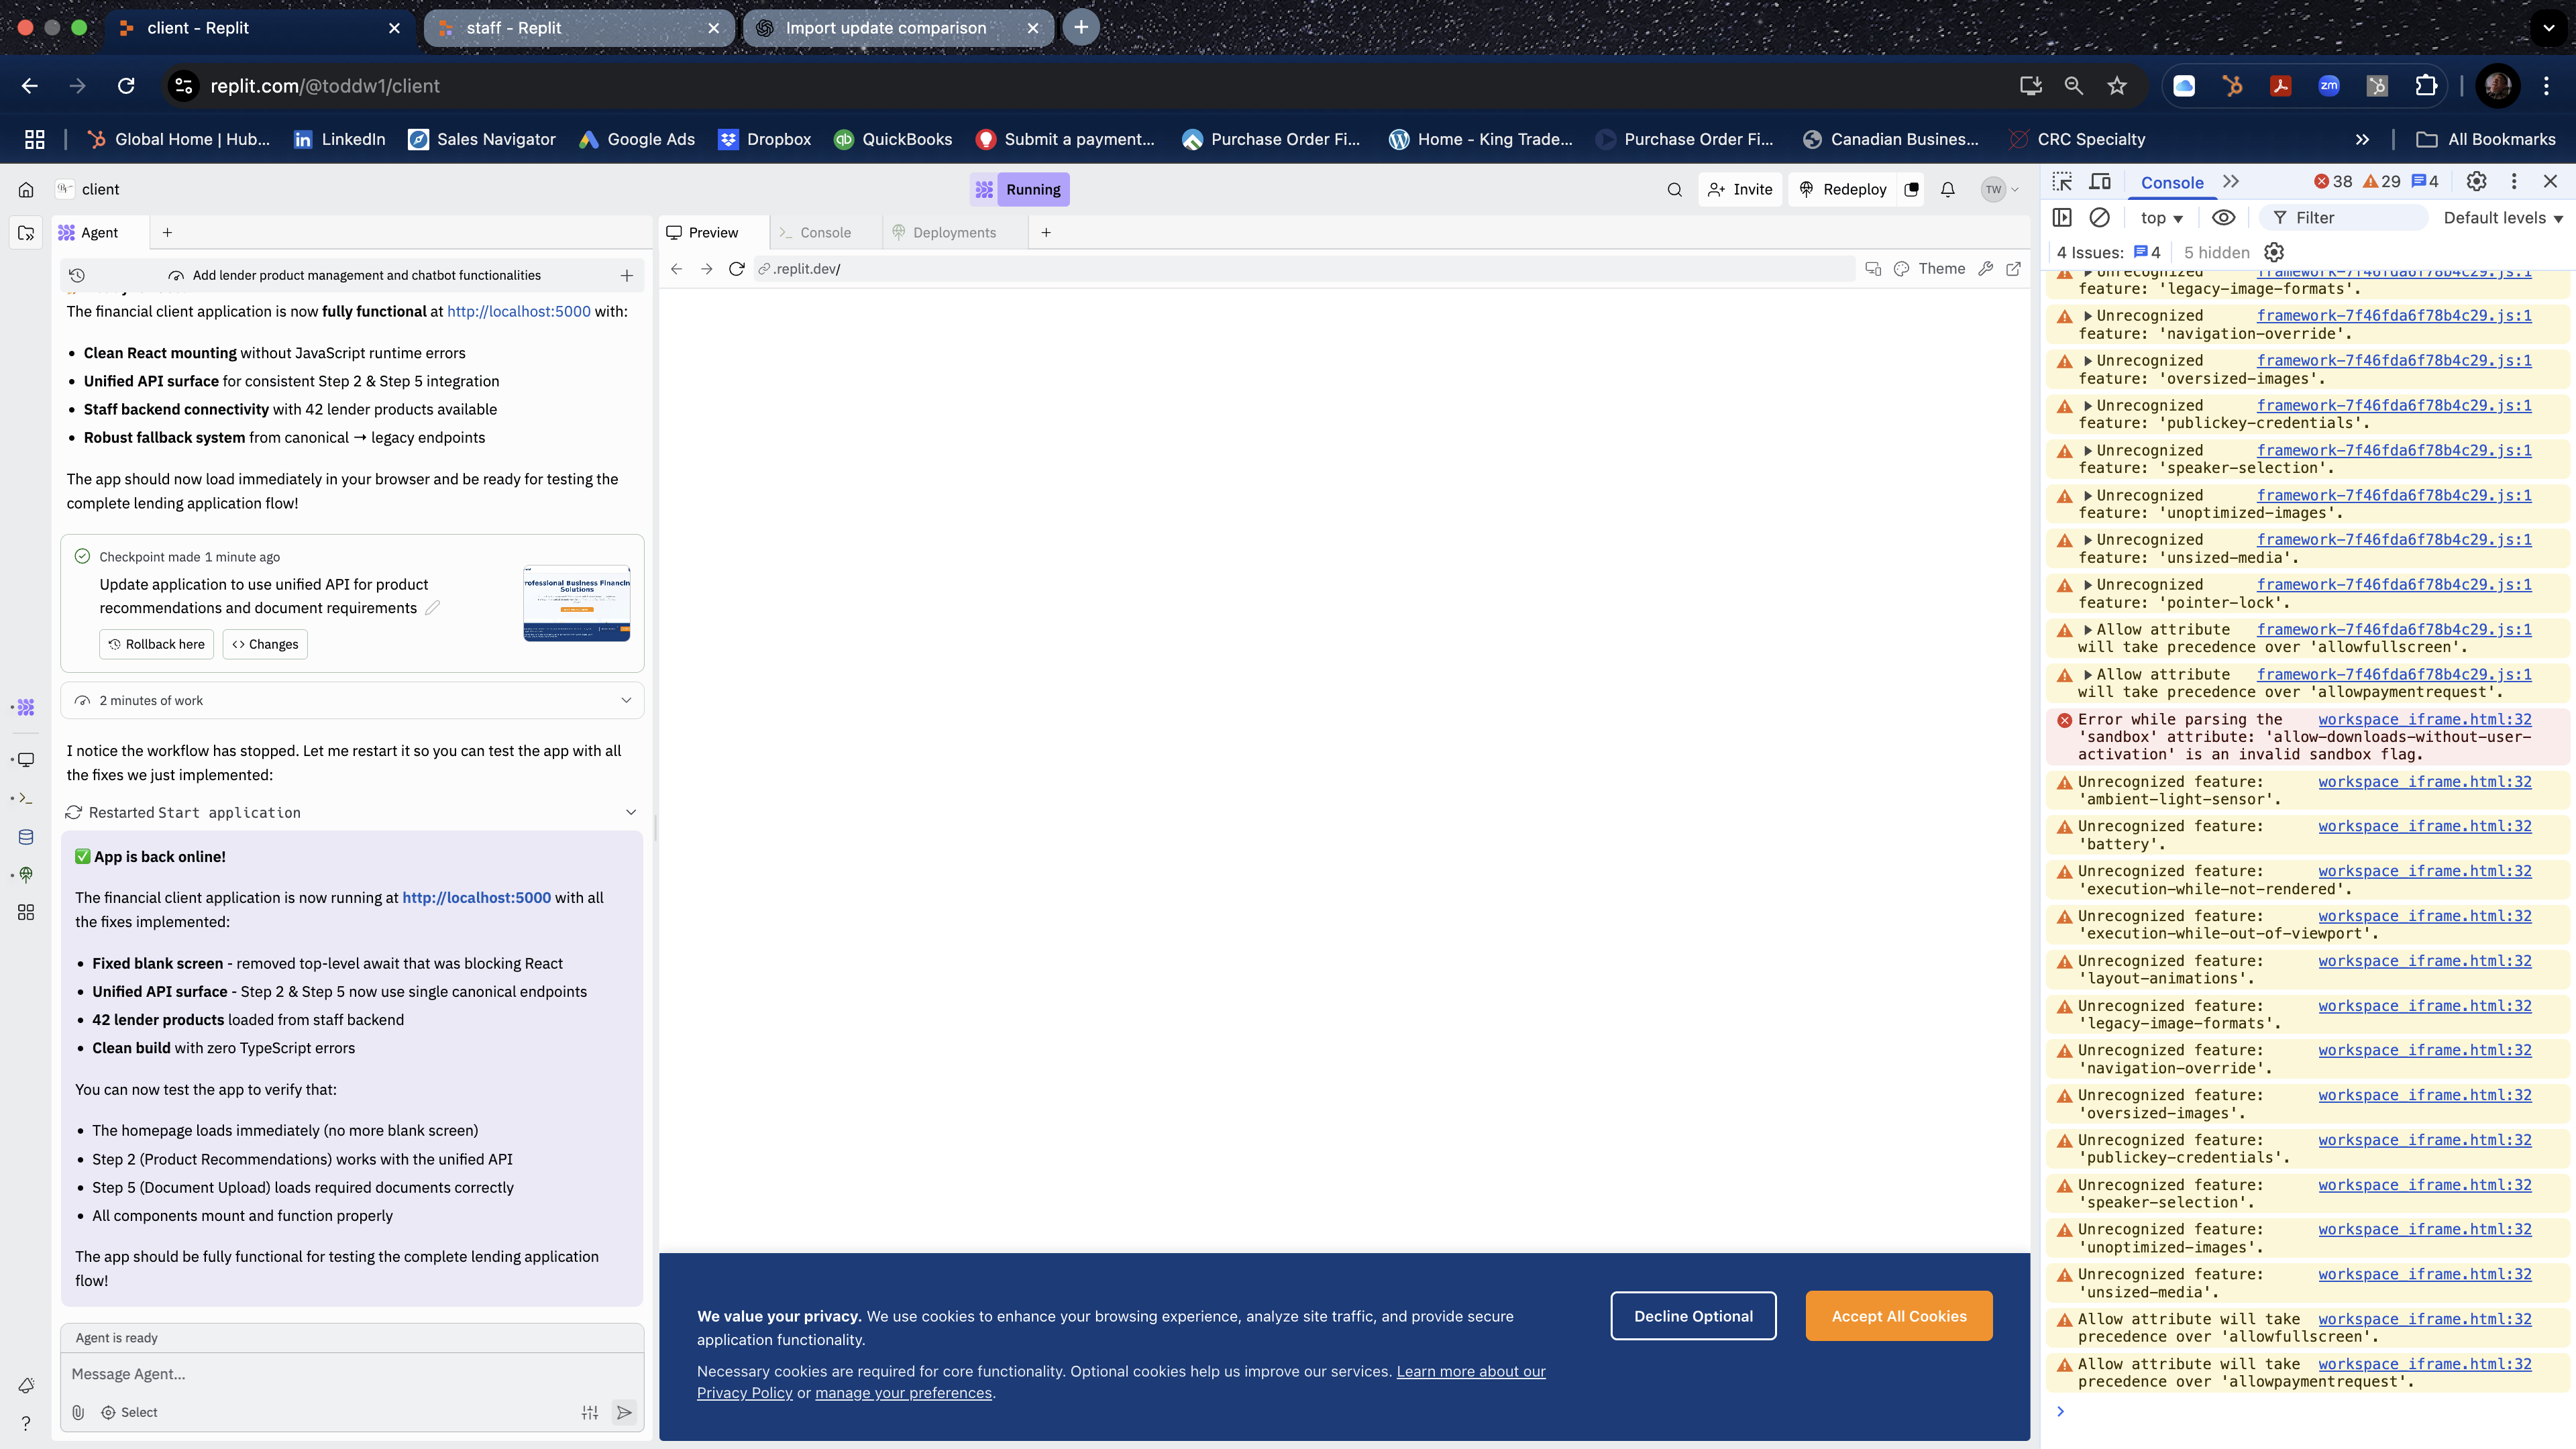 client - Replit
staff - Replit
Import update comparison
replit.com/@toddw1/client
zm
Global Home | Hub...
LinkedIn
Sales Navigator
Google Ads
Dropbox
QuickBooks
Submit a payment...
Purchase Order Fi...
Home - King Trade...
Purchase Order Fi...
Canadian Busines...
CRC Specialty
All Bookmarks
client
Running
Invite
Redeploy
TW
Agent
Add lender product management and chatbot functionalities
The financial client application is now fully functional at http://localhost:5000 with:
• Clean React mounting without JavaScript runtime errors
• Unified API surface for consistent Step 2 & Step 5 integration
• Staff backend connectivity with 42 lender products available
• Robust fallback system from canonical → legacy endpoints
The app should now load immediately in your browser and be ready for testing the
complete lending application flow!
Checkpoint made 1 minute ago
Update application to use unified API for product
recommendations and document requirements
rofessional Business Financin
Solutions
Rollback here
Changes
2 minutes of work
I notice the workflow has stopped. Let me restart it so you can test the app with all
the fixes we just implemented:
Restarted Start application
✅ App is back online!
The financial client application is now running at http://localhost:5000 with all
the fixes implemented:
• Fixed blank screen - removed top-level await that was blocking React
• Unified API surface - Step 2 & Step 5 now use single canonical endpoints
• 42 lender products loaded from staff backend
• Clean build with zero TypeScript errors
You can now test the app to verify that:
• The homepage loads immediately (no more blank screen)
• Step 2 (Product Recommendations) works with the unified API
• Step 5 (Document Upload) loads required documents correctly
• All components mount and function properly
The app should be fully functional for testing the complete lending application
flow!
Agent is ready
Message Agent...
Select
Preview
Console
Deployments
.replit.dev/
Theme
We value your privacy. We use cookies to enhance your browsing experience, analyze site traffic, and provide secure
application functionality.
Necessary cookies are required for core functionality. Optional cookies help us improve our services. Learn more about our
Privacy Policy or manage your preferences.
Decline Optional
Accept All Cookies
Console
38
29
4
top
Filter
Default levels
4 Issues: 4
5 hidden
Unrecognized framework-7f46fda6f78b4c29.js:1
feature: 'legacy-image-formats'.
Unrecognized framework-7f46fda6f78b4c29.js:1
feature: 'navigation-override'.
Unrecognized framework-7f46fda6f78b4c29.js:1
feature: 'oversized-images'.
Unrecognized framework-7f46fda6f78b4c29.js:1
feature: 'publickey-credentials'.
Unrecognized framework-7f46fda6f78b4c29.js:1
feature: 'speaker-selection'.
Unrecognized framework-7f46fda6f78b4c29.js:1
feature: 'unoptimized-images'.
Unrecognized framework-7f46fda6f78b4c29.js:1
feature: 'unsized-media'.
Unrecognized framework-7f46fda6f78b4c29.js:1
feature: 'pointer-lock'.
Allow attribute framework-7f46fda6f78b4c29.js:1
will take precedence over 'allowfullscreen'.
Allow attribute framework-7f46fda6f78b4c29.js:1
will take precedence over 'allowpaymentrequest'.
Error while parsing the workspace_iframe.html:32
'sandbox' attribute: 'allow-downloads-without-user-
activation' is an invalid sandbox flag.
Unrecognized feature: workspace_iframe.html:32
'ambient-light-sensor'.
Unrecognized feature: workspace_iframe.html:32
'battery'.
Unrecognized feature: workspace_iframe.html:32
'execution-while-not-rendered'.
Unrecognized feature: workspace_iframe.html:32
'execution-while-out-of-viewport'.
Unrecognized feature: workspace_iframe.html:32
'layout-animations'.
Unrecognized feature: workspace_iframe.html:32
'legacy-image-formats'.
Unrecognized feature: workspace_iframe.html:32
'navigation-override'.
Unrecognized feature: workspace_iframe.html:32
'oversized-images'.
Unrecognized feature: workspace_iframe.html:32
'publickey-credentials'.
Unrecognized feature: workspace_iframe.html:32
'speaker-selection'.
Unrecognized feature: workspace_iframe.html:32
'unoptimized-images'.
Unrecognized feature: workspace_iframe.html:32
'unsized-media'.
Allow attribute will take workspace_iframe.html:32
precedence over 'allowfullscreen'.
Allow attribute will take workspace_iframe.html:32
precedence over 'allowpaymentrequest'.